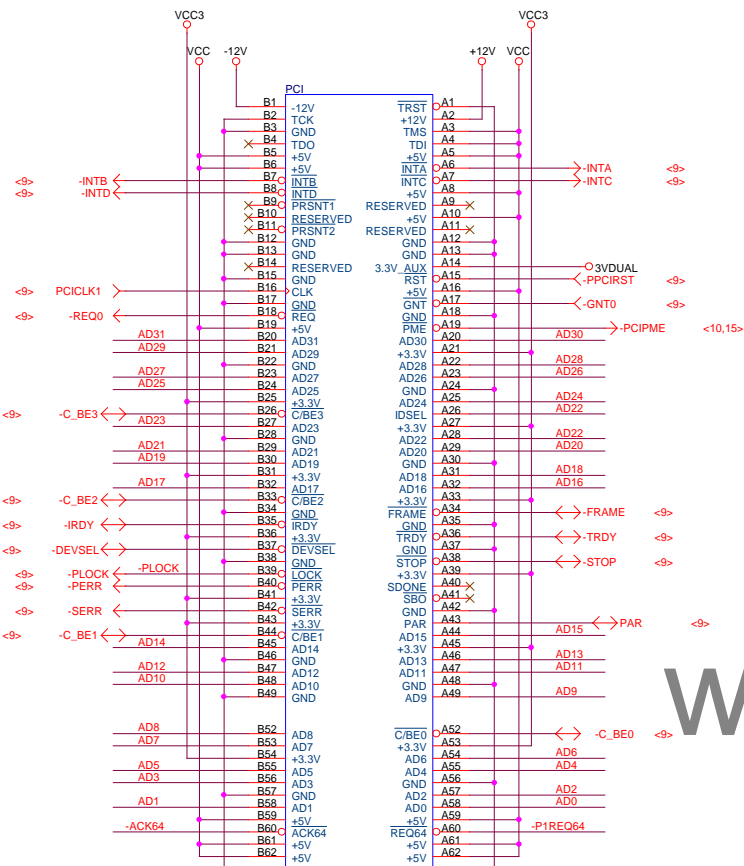 VCC3 VCC3
VCC -12V +12V VCC
PCI
B1 -12V TRST A1
B2 TCK +12V A2
B3 GND TMS A3
B4 TDO TDI A4
B5 +5V +5V A5
B6 +5V INTA A6 -INTA <9>
<9> -INTB B7 INTB INTC A7 -INTC <9>
<9> -INTD B8 INTD +5V A8
B9 PRSNT1 RESERVED A9
B10 RESERVED +5V A10
B11 PRSNT2 RESERVED A11
B12 GND GND A12
B13 GND GND A13
B14 RESERVED 3.3V_AUX A14 3VDUAL
B15 GND RST A15 -PPCIRST <9>
<9> PCICLK1 B16 CLK +5V A16
B17 GND GNT A17 -GNT0 <9>
<9> -REQ0 B18 REQ GND A18
B19 +5V PME A19 -PCIPME <10,15>
AD31 B20 AD31 AD30 A20 AD30
AD29 B21 AD29 +3.3V A21
B22 GND AD28 A22 AD28
AD27 B23 AD27 AD26 A23 AD26
AD25 B24 AD25 GND A24
B25 +3.3V AD24 A25 AD24
<9> -C_BE3 B26 C/BE3 IDSEL A26 AD22
AD23 B27 AD23 +3.3V A27
B28 GND AD22 A28 AD22
AD21 B29 AD21 AD20 A29 AD20
AD19 B30 AD19 GND A30
B31 +3.3V AD18 A31 AD18
AD17 B32 AD17 AD16 A32 AD16
<9> -C_BE2 B33 C/BE2 +3.3V A33
B34 GND FRAME A34 -FRAME <9>
<9> -IRDY B35 IRDY GND A35
B36 +3.3V TRDY A36 -TRDY <9>
<9> -DEVSEL B37 DEVSEL GND A37
B38 GND STOP A38 -STOP <9>
<9> -PLOCK -PLOCK B39 LOCK +3.3V A39
<9> -PERR B40 PERR SDONE A40
B41 +3.3V SBO A41
<9> -SERR B42 SERR GND A42
B43 +3.3V PAR A43 PAR <9>
<9> -C_BE1 B44 C/BE1 AD15 A44 AD15
AD14 B45 AD14 +3.3V A45
B46 GND AD13 A46 AD13
AD12 B47 AD12 AD11 A47 AD11
AD10 B48 AD10 GND A48
B49 GND AD9 A49 AD9
W
AD8 B52 AD8 C/BE0 A52 -C_BE0 <9>
AD7 B53 AD7 +3.3V A53
B54 +3.3V AD6 A54 AD6
AD5 B55 AD5 AD4 A55 AD4
AD3 B56 AD3 GND A56
B57 GND AD2 A57 AD2
AD1 B58 AD1 AD0 A58 AD0
B59 +5V +5V A59
-ACK64 B60 ACK64 REQ64 A60 -P1REQ64
B61 +5V +5V A61
B62 +5V +5V A62